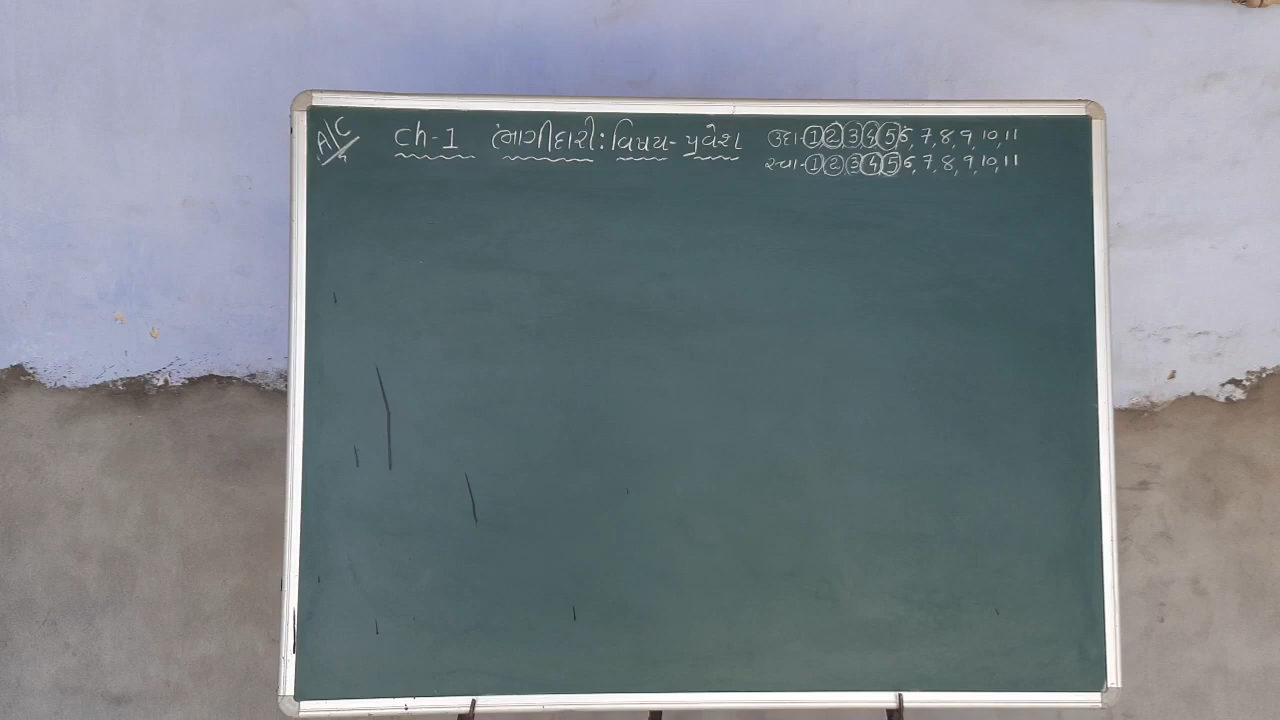 A/C Ch-1 ભાગીદારી: વિષય-પ્રવેશ ઉદા-1 2 3 4 5 6, 7, 8, 9, 10, 11
સ્વા-1 2 3 4 5 6, 7, 8, 9, 10, 11